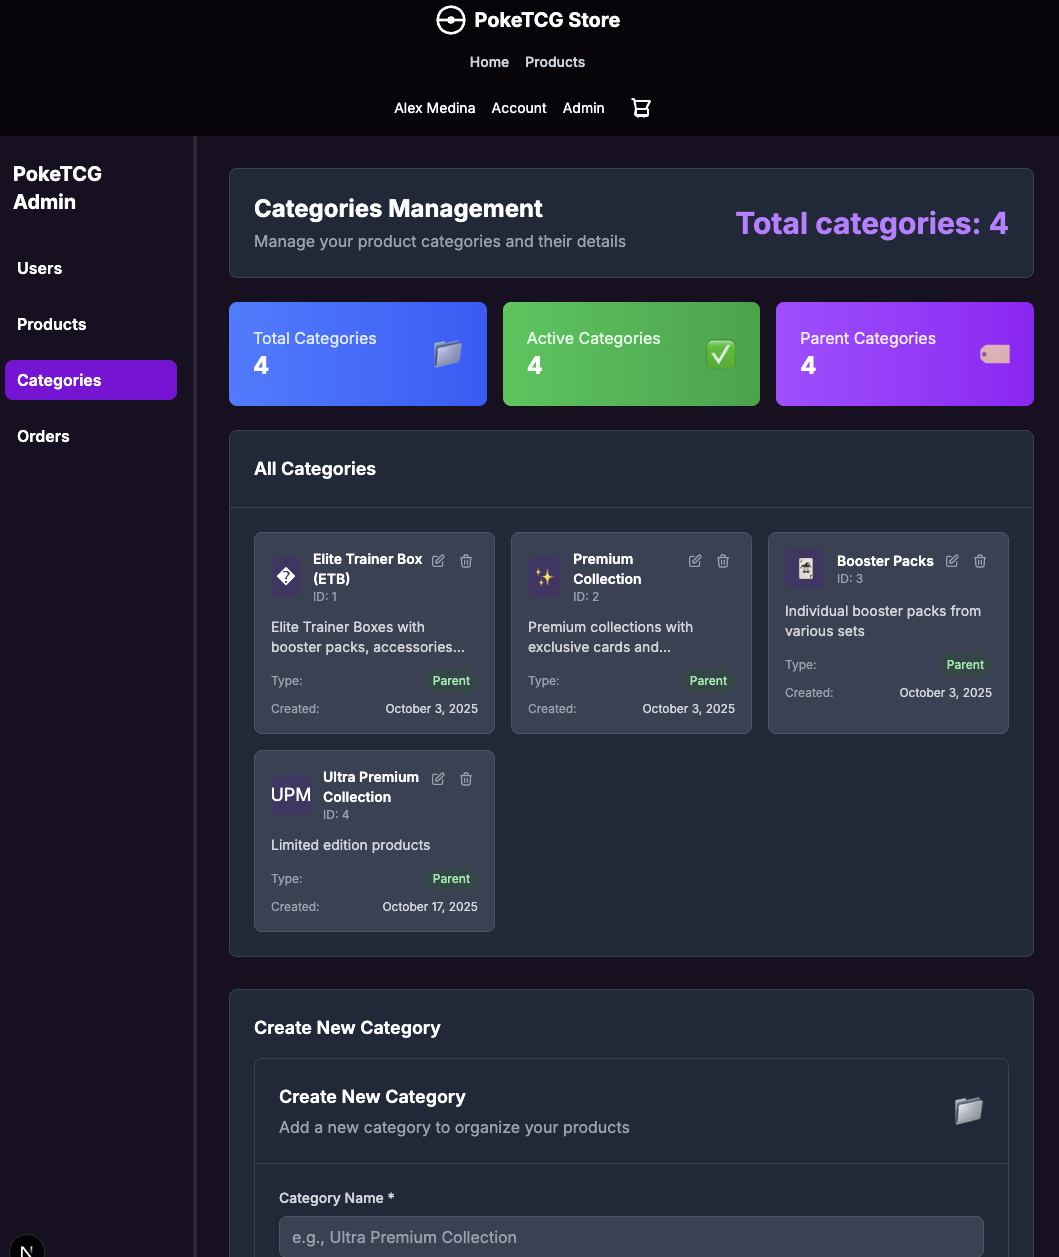 PokeTCG Store
Home Products
Alex Medina Account Admin
PokeTCG
Admin
Users
Products
Categories
Orders
Categories Management
Manage your product categories and their details
Total categories: 4
Total Categories
4
Active Categories
4
Parent Categories
4
All Categories
Elite Trainer Box
(ETB)
ID: 1
Elite Trainer Boxes with
booster packs, accessories...
Type: Parent
Created: October 3, 2025
Premium
Collection
ID: 2
Premium collections with
exclusive cards and...
Type: Parent
Created: October 3, 2025
Booster Packs
ID: 3
Individual booster packs from
various sets
Type: Parent
Created: October 3, 2025
UPM
Ultra Premium
Collection
ID: 4
Limited edition products
Type: Parent
Created: October 17, 2025
Create New Category
Create New Category
Add a new category to organize your products
Category Name *
e.g., Ultra Premium Collection
N